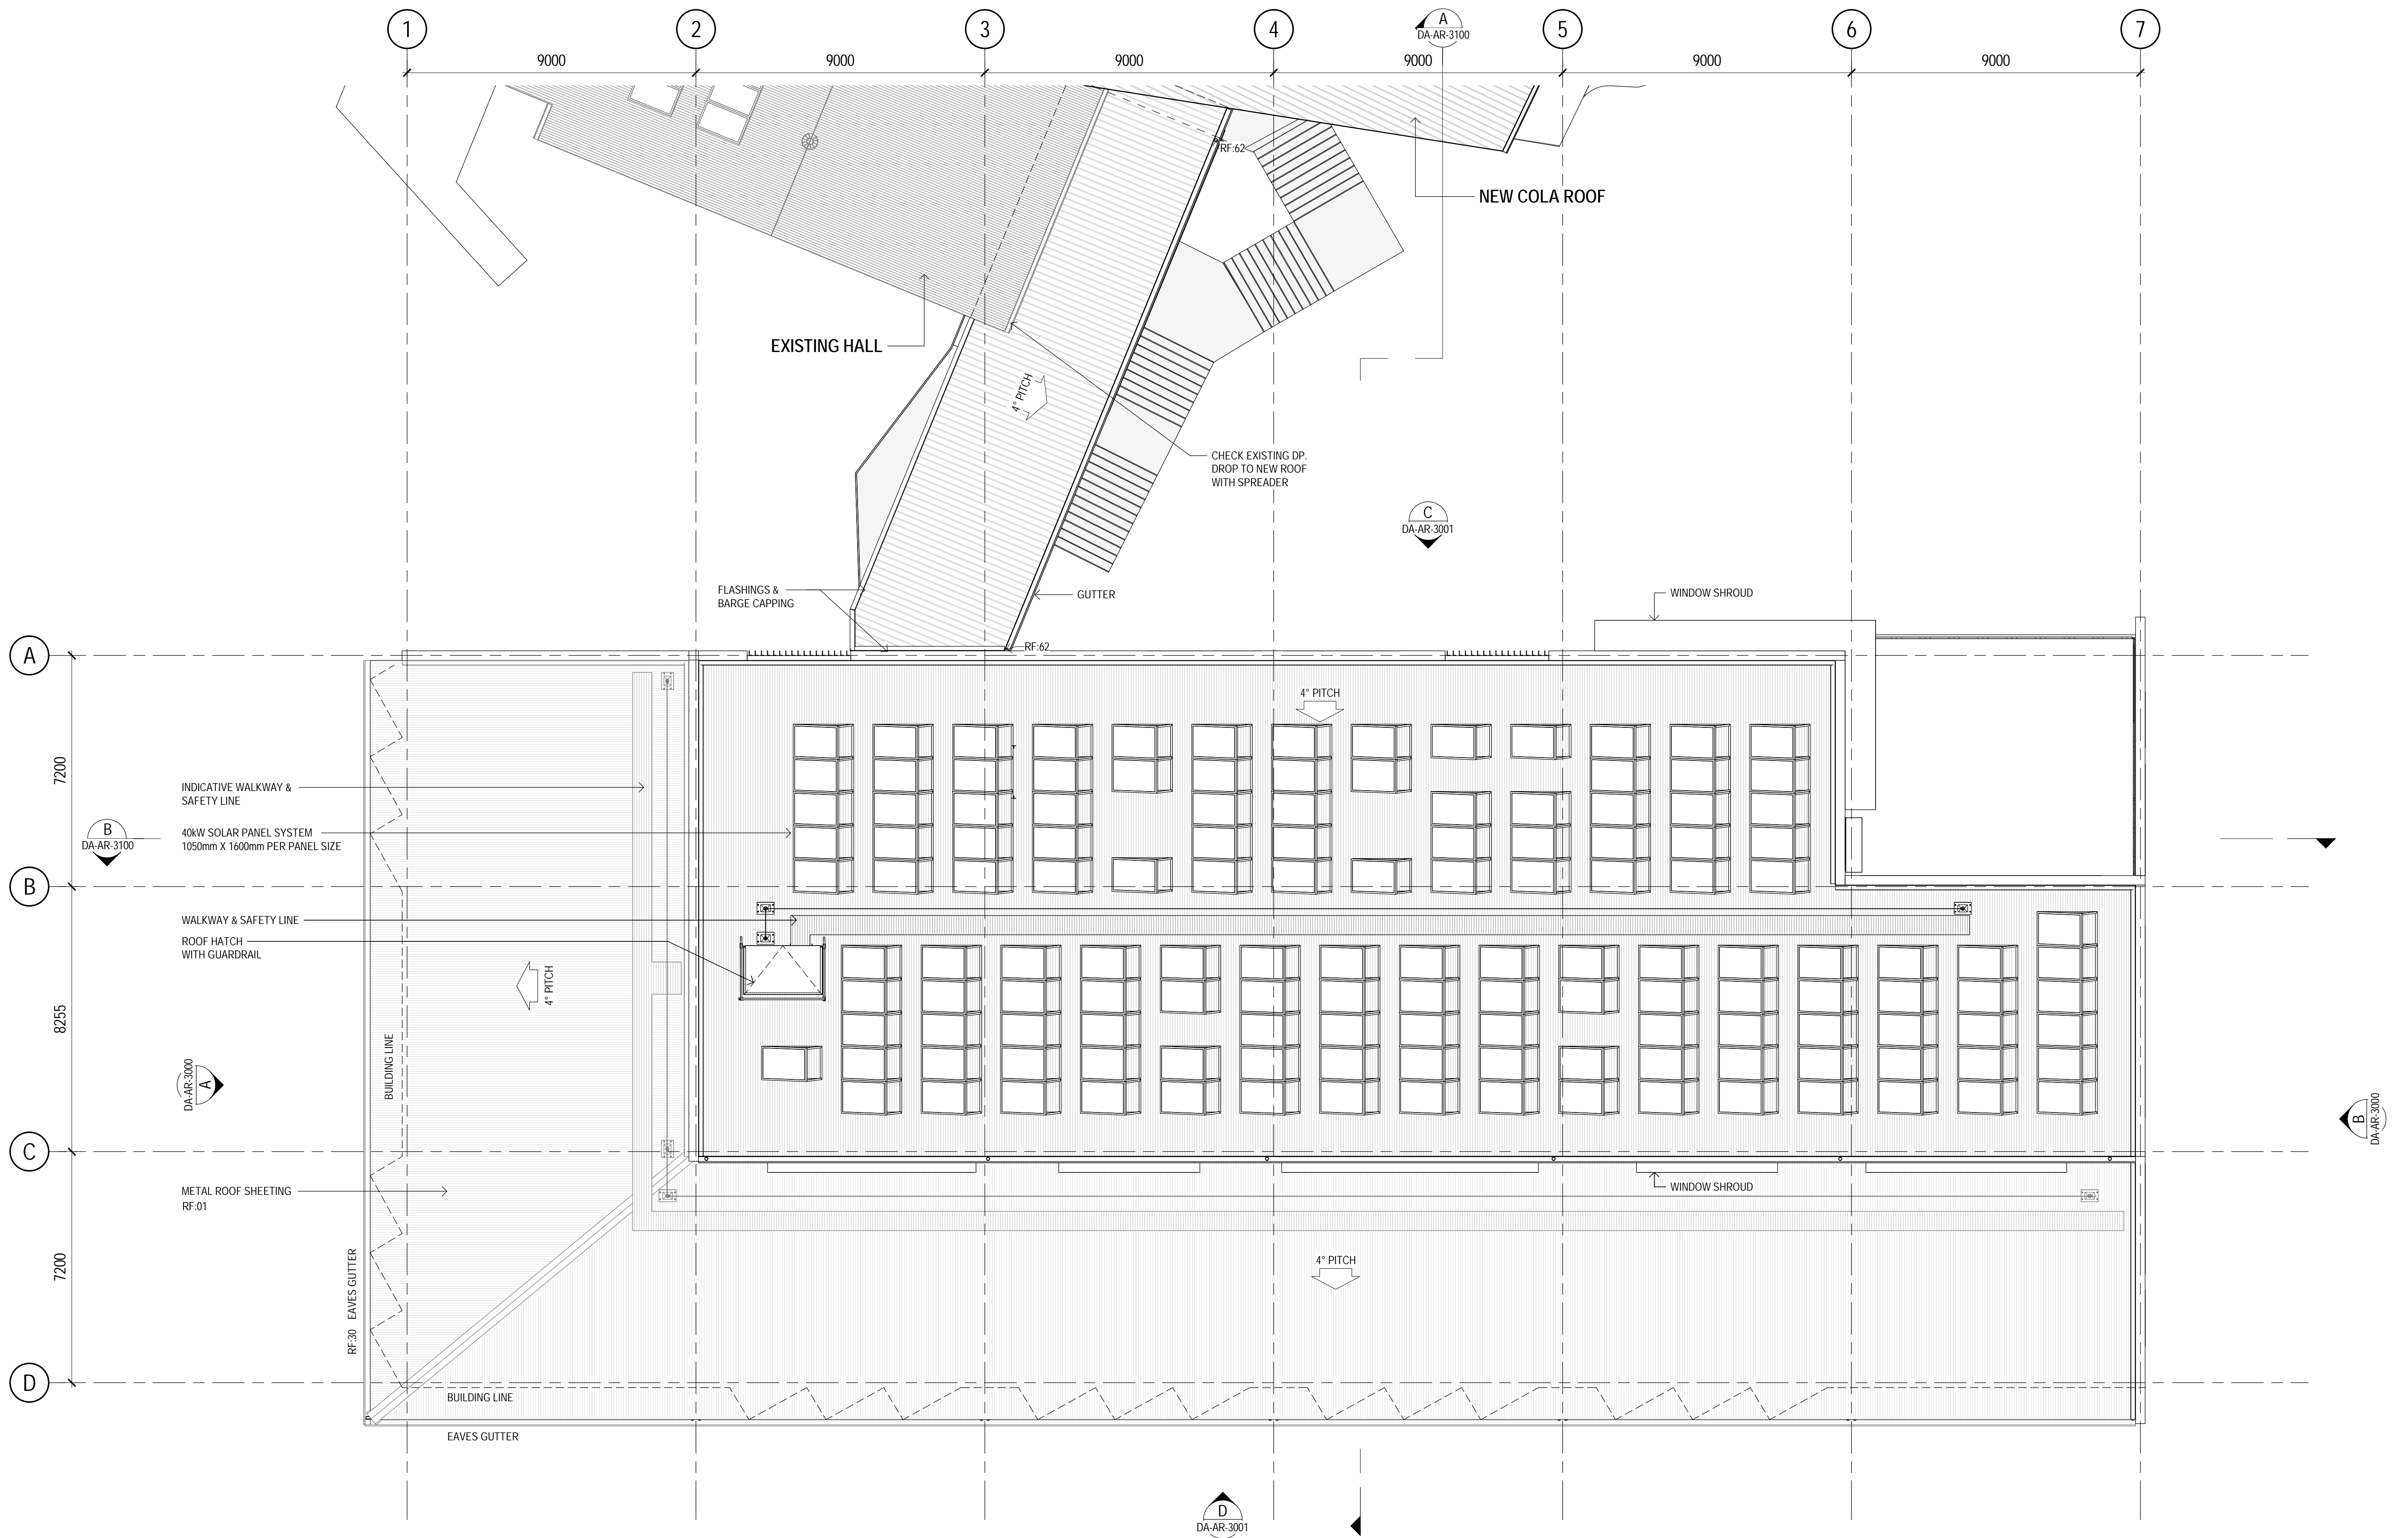 1
2
3
4
5
6
7
A
DA-AR-3100
9000
9000
9000
9000
9000
9000
RF:62
NEW COLA ROOF
EXISTING HALL
4° PITCH
CHECK EXISTING DP.
DROP TO NEW ROOF
WITH SPREADER
C
DA-AR-3001
FLASHINGS &
BARGE CAPPING
GUTTER
WINDOW SHROUD
RF:62
A
4° PITCH
7200
INDICATIVE WALKWAY &
SAFETY LINE
40kW SOLAR PANEL SYSTEM
1050mm X 1600mm PER PANEL SIZE
B
DA-AR-3100
B
WALKWAY & SAFETY LINE
ROOF HATCH
WITH GUARDRAIL
4° PITCH
8255
BUILDING LINE
A
DA-AR-3000
B
DA-AR-3000
C
METAL ROOF SHEETING
RF:01
WINDOW SHROUD
7200
RF:30 EAVES GUTTER
4° PITCH
D
BUILDING LINE
EAVES GUTTER
D
DA-AR-3001